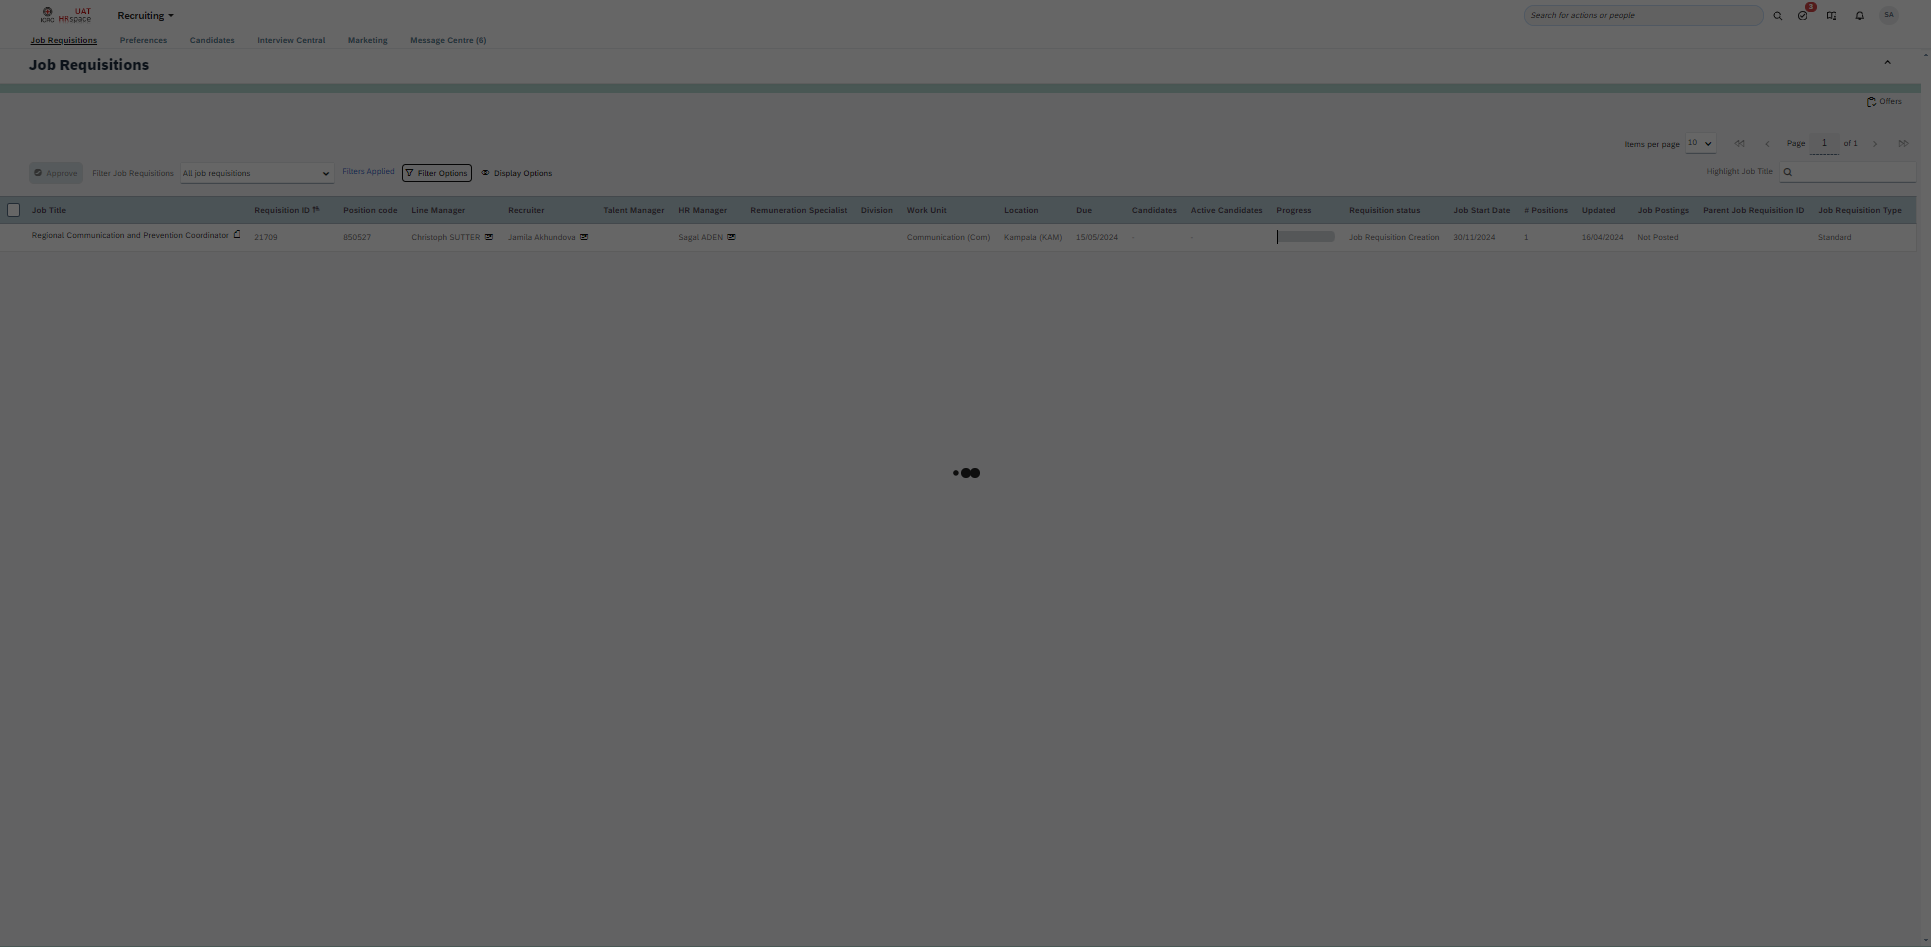 ICRC UAT HRspace Recruiting Search for actions or people 3 SA
Job Requisitions Preferences Candidates Interview Central Marketing Message Centre (6)
Job Requisitions
Offers
Items per page 10 Page 1 of 1
Approve Filter Job Requisitions All job requisitions Filters Applied Filter Options Display Options Highlight Job Title
Job Title Requisition ID Position code Line Manager Recruiter Talent Manager HR Manager Remuneration Specialist Division Work Unit Location Due Candidates Active Candidates Progress Requisition status Job Start Date # Positions Updated Job Postings Parent Job Requisition ID Job Requisition Type
Regional Communication and Prevention Coordinator 21709 850527 Christoph SUTTER Jamila Akhundova Sagal ADEN Communication (Com) Kampala (KAM) 15/05/2024 - - Job Requisition Creation 30/11/2024 1 16/04/2024 Not Posted Standard